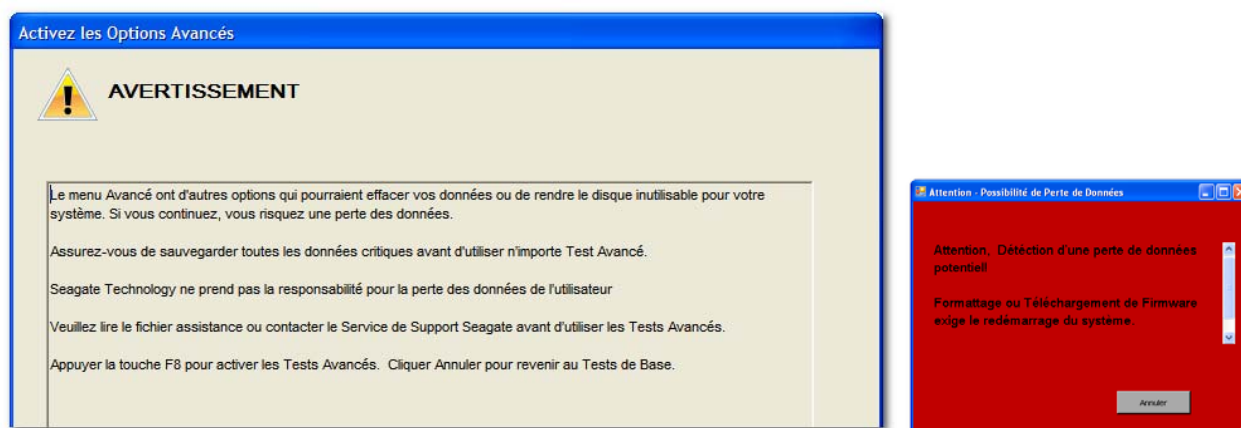 Activez les Options Avancés
AVERTISSEMENT
Le menu Avancé ont d'autres options qui pourraient effacer vos données ou de rendre le disque inutilisable pour votre
système. Si vous continuez, vous risquez une perte des données.
Assurez-vous de sauvegarder toutes les données critiques avant d'utiliser n'importe Test Avancé.
Seagate Technology ne prend pas la responsabilité pour la perte des données de l'utilisateur
Veuillez lire le fichier assistance ou contacter le Service de Support Seagate avant d'utiliser les Tests Avancés.
Appuyer la touche F8 pour activer les Tests Avancés. Cliquer Annuler pour revenir au Tests de Base.
Attention - Possibilité de Perte de Données
Attention, Détéction d'une perte de données
potentiell
Formattage ou Téléchargement de Firmware
exige le redémarrage du système.
Annuler